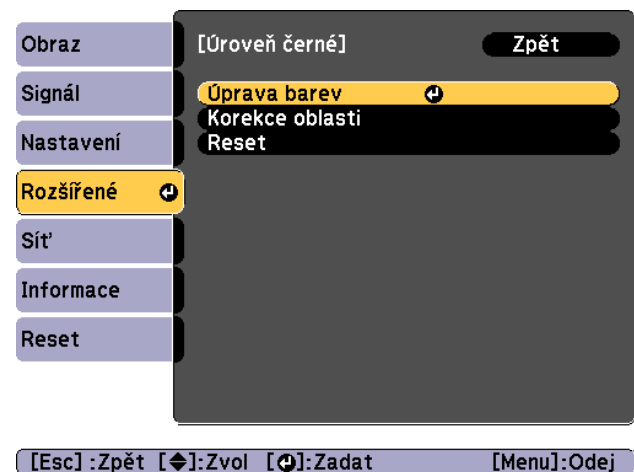 Obraz
Signál
Nastavení
Rozšířené
Síť
Informace
Reset
[Úroveň černé] Zpět
Úprava barev
Korekce oblasti
Reset
[Esc] :Zpět [◆]:Zvol [⏎]:Zadat [Menu]:Odej